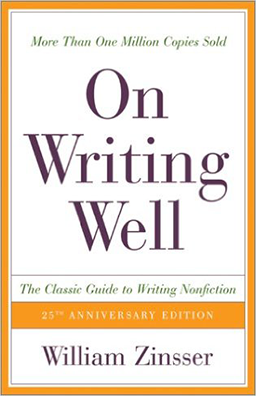 More Than One Million Copies Sold
On
Writing
Well
The Classic Guide to Writing Nonfiction
25TH ANNIVERSARY EDITION
William Zinsser